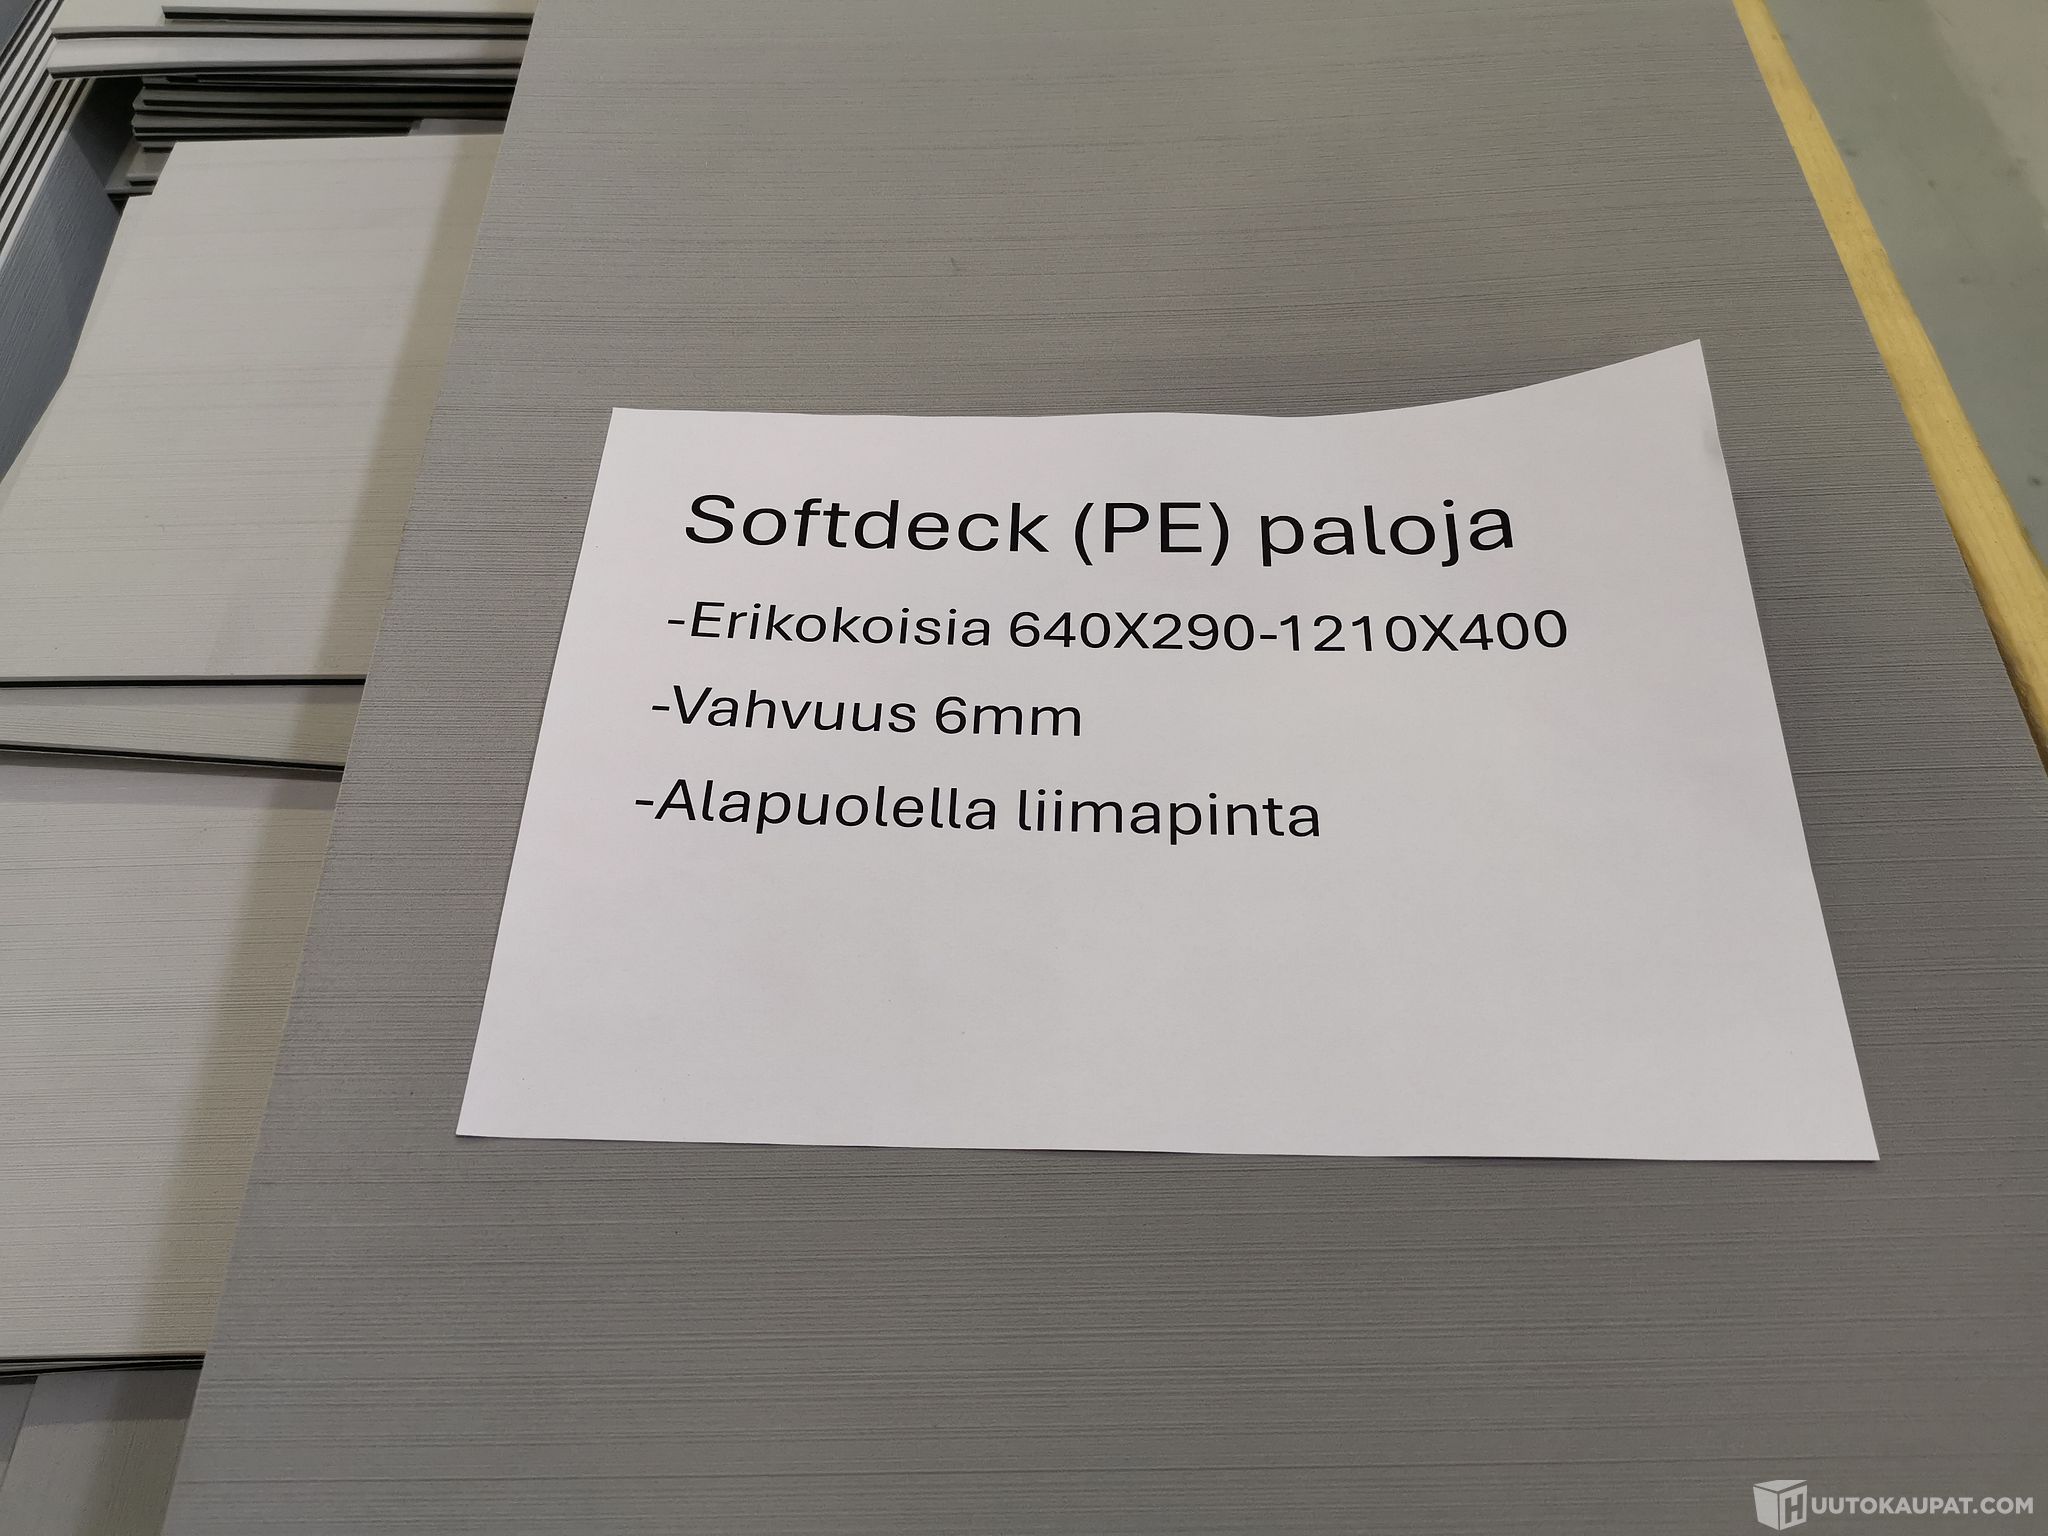 Softdeck (PE) paloja
-Erikokoisia 640X290-1210X400
-Vahvuus 6mm
-Alapuolella liimapinta
HUUTOKAUPAT.COM